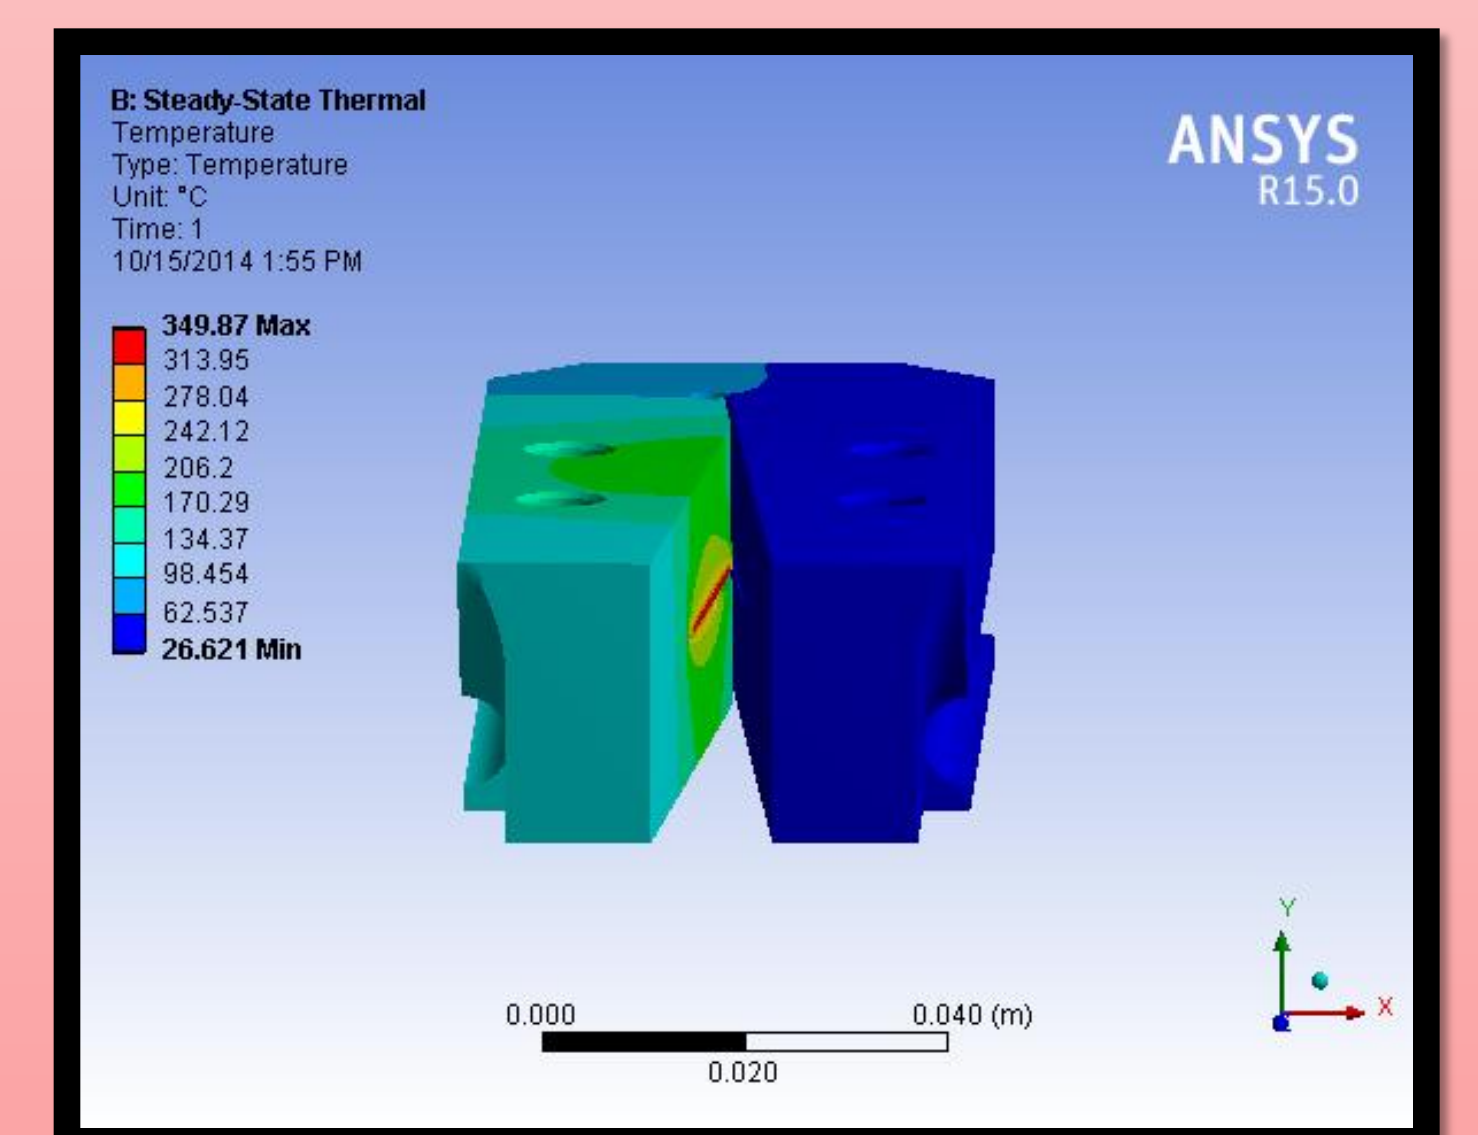 B: Steady-State Thermal
Temperature
Type: Temperature
Unit: °C
Time: 1
10/15/2014 1:55 PM
ANSYS
R15.0
349.87 Max
313.95
278.04
242.12
206.2
170.29
134.37
98.454
62.537
26.621 Min
Y
X
0.000
0.040 (m)
0.020